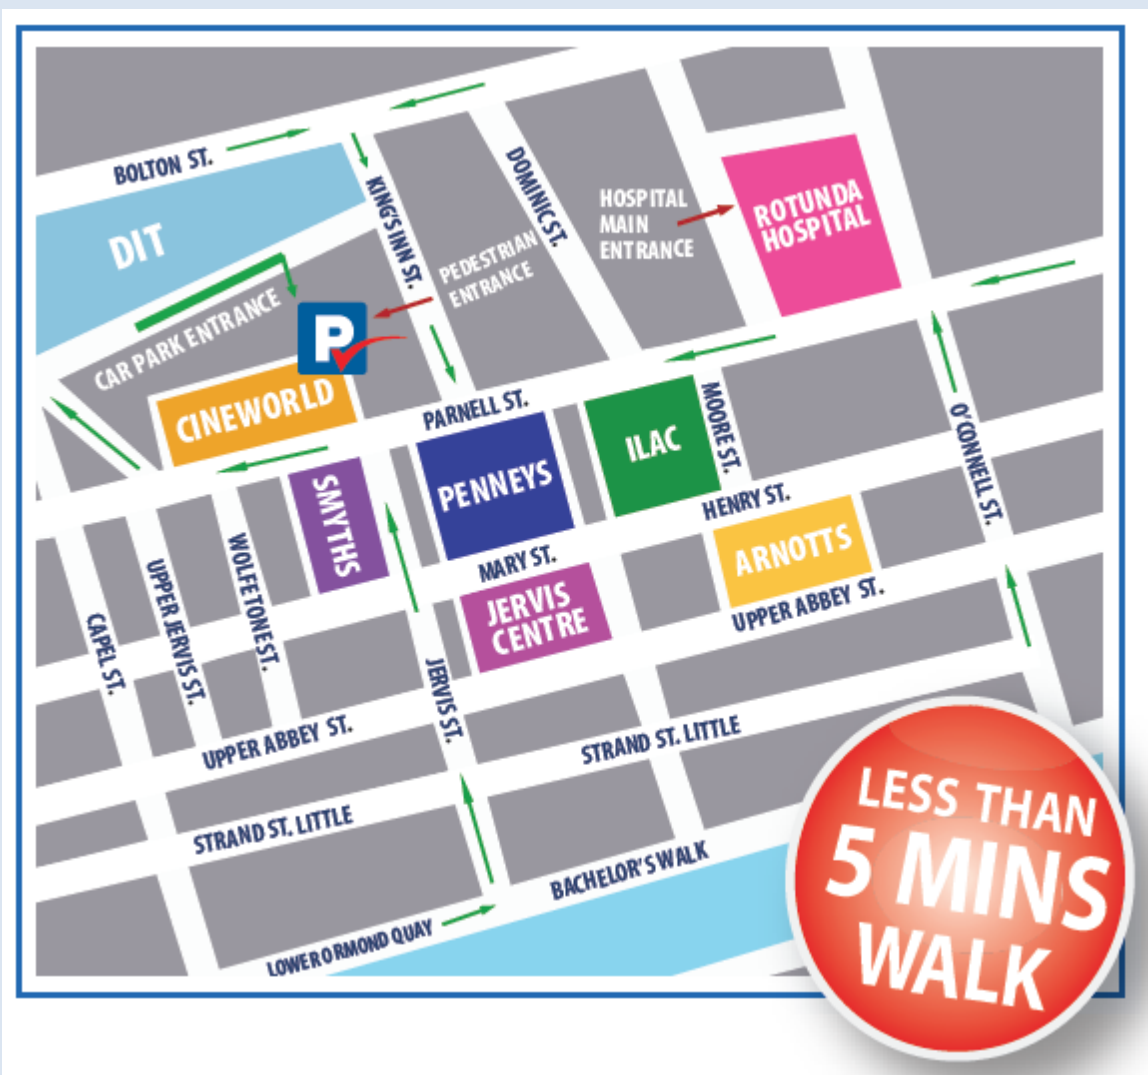 BOLTON ST.
DIT
KING'S INN ST.
DOMINIC ST.
HOSPITAL
MAIN
ENTRANCE
ROTUNDA
HOSPITAL
PEDESTRIAN
ENTRANCE
CAR PARK ENTRANCE
P
CINEWORLD
PARNELL ST.
MOORE ST.
O'CONNELL ST.
SMYTHS
PENNEYS
ILAC
HENRY ST.
ARNOTTS
MARY ST.
JERVIS
CENTRE
UPPER ABBEY ST.
CAPEL ST.
UPPER JERVIS ST.
WOLFE TONE ST.
JERVIS ST.
UPPER ABBEY ST.
STRAND ST. LITTLE
STRAND ST. LITTLE
BACHELOR'S WALK
LOWER ORMOND QUAY
LESS THAN
5 MINS
WALK